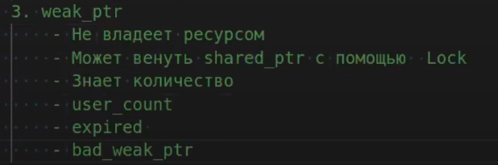 3. weak_ptr
- Не владеет ресурсом
- Может венуть shared_ptr с помощью Lock
- Знает количество
- user_count
- expired
- bad_weak_ptr